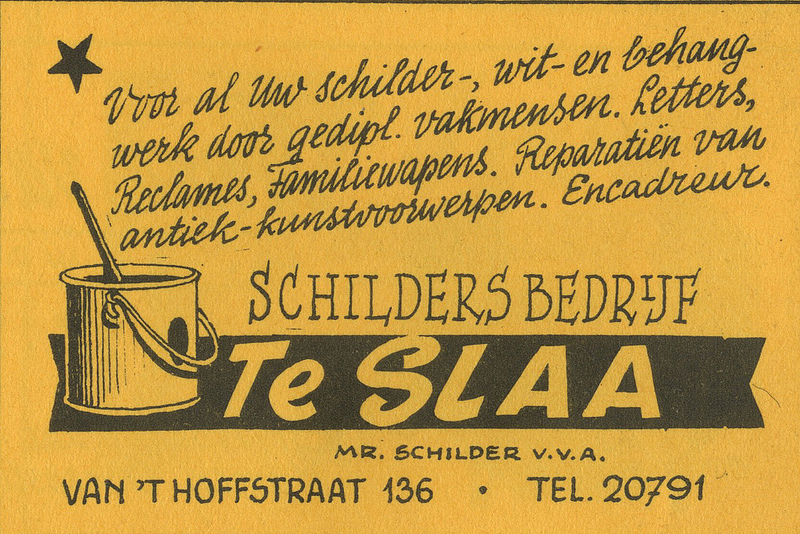 Voor al Uw schilder-, wit- en behang-
werk door gedipl. vakmensen. Letters,
Reclames, Familiewapens. Reparatiën van
antiek-kunstvoorwerpen. Encadreur.
SCHILDERSBEDRIJF
Te SLAA
MR. SCHILDER V.V.A.
VAN 'T HOFFSTRAAT 136 • TEL. 20791